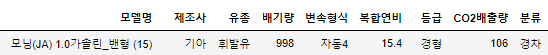 모델명 제조사 유종 배기량 변속형식 복합연비 등급 CO2배출량 분류
모닝(JA) 1.0가솔린_밴형 (15) 기아 휘발유 998 자동4 15.4 경형 106 경차